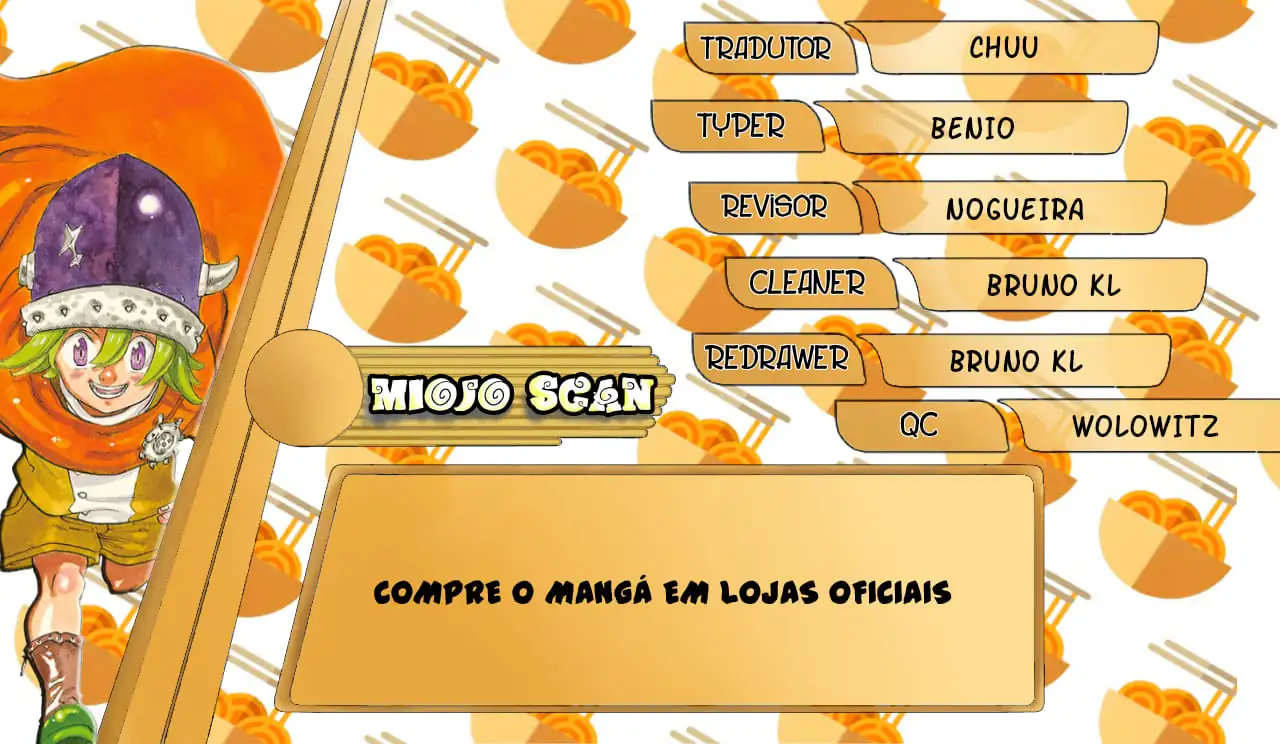 TRADUTOR CHUU
TYPER BENIO
REVISOR NOGUEIRA
CLEANER BRUNO KL
REDRAWER BRUNO KL
QC WOLOWITZ
MIOJO SCAN
COMPRE O MANGÁ EM LOJAS OFICIAIS